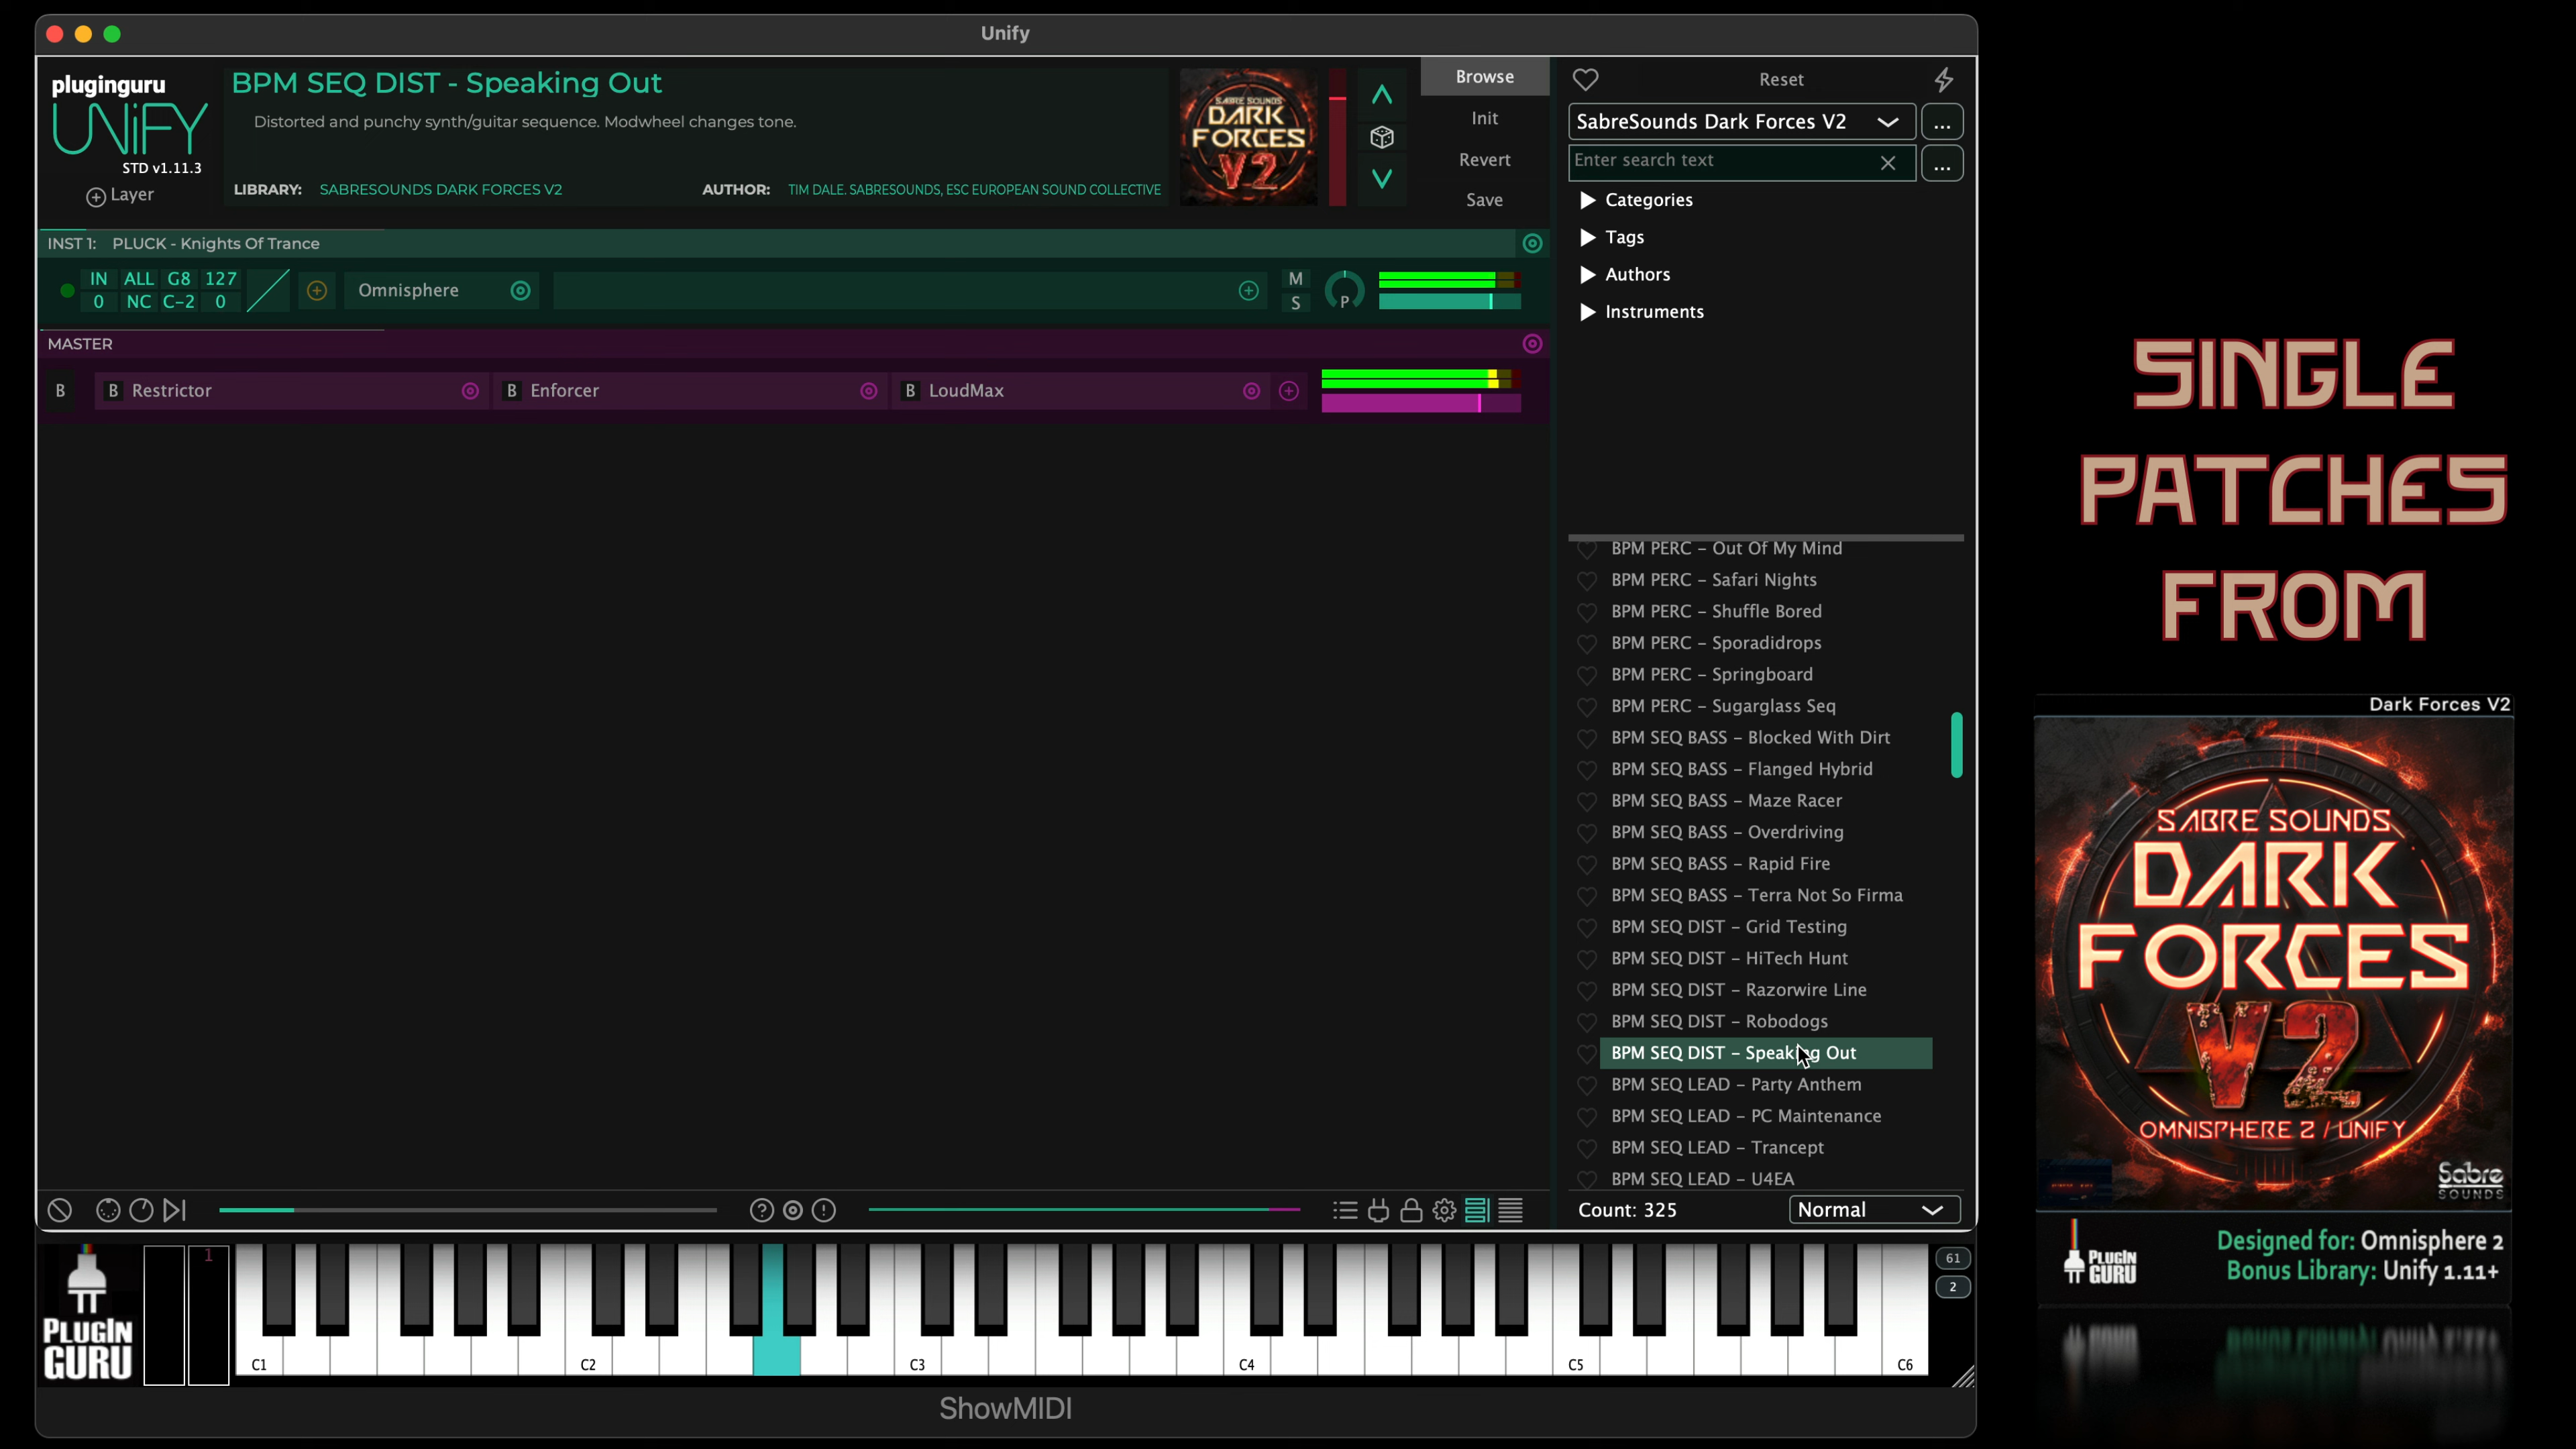 Unify
pluginguru
UNiFY
STD v1.11.3
Layer
BPM SEQ DIST - Speaking Out
Distorted and punchy synth/guitar sequence. Modwheel changes tone.
LIBRARY: SABRESOUNDS DARK FORCES V2
AUTHOR: TIM DALE. SABRESOUNDS, ESC EUROPEAN SOUND COLLECTIVE
SABRE SOUNDS
DARK
FORCES
V2
Browse
Init
Revert
Save
INST 1: PLUCK - Knights Of Trance
IN ALL G8 127
0 NC C-2 0
Omnisphere
M
S
P
MASTER
B
B Restrictor
B Enforcer
B LoudMax
Reset
SabreSounds Dark Forces V2
...
Enter search text
...
Categories
Tags
Authors
Instruments
BPM PERC – Out Of My Mind
BPM PERC – Safari Nights
BPM PERC – Shuffle Bored
BPM PERC – Sporadidrops
BPM PERC – Springboard
BPM PERC – Sugarglass Seq
BPM SEQ BASS – Blocked With Dirt
BPM SEQ BASS – Flanged Hybrid
BPM SEQ BASS – Maze Racer
BPM SEQ BASS – Overdriving
BPM SEQ BASS – Rapid Fire
BPM SEQ BASS – Terra Not So Firma
BPM SEQ DIST – Grid Testing
BPM SEQ DIST – HiTech Hunt
BPM SEQ DIST – Razorwire Line
BPM SEQ DIST – Robodogs
BPM SEQ DIST – Speaking Out
BPM SEQ LEAD – Party Anthem
BPM SEQ LEAD – PC Maintenance
BPM SEQ LEAD – Trancept
BPM SEQ LEAD – U4EA
Count: 325
Normal
PLUGIN
GURU
1
C1
C2
C3
C4
C5
C6
61
2
ShowMIDI
SINGLE
PATCHES
FROM
Dark Forces V2
SABRE SOUNDS
DARK
FORCES
V2
OMNISPHERE 2 / UNIFY
Sabre
SOUNDS
PLUGIN
GURU
Designed for: Omnisphere 2
Bonus Library: Unify 1.11+